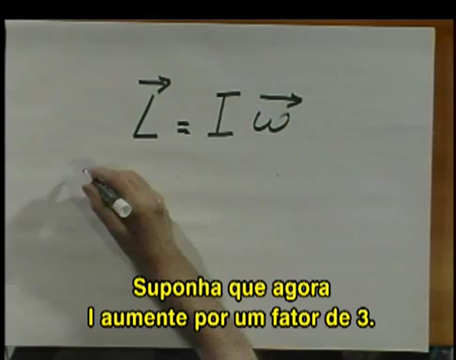 L⃗ = I ω⃗
Suponha que agora
I aumente por um fator de 3.